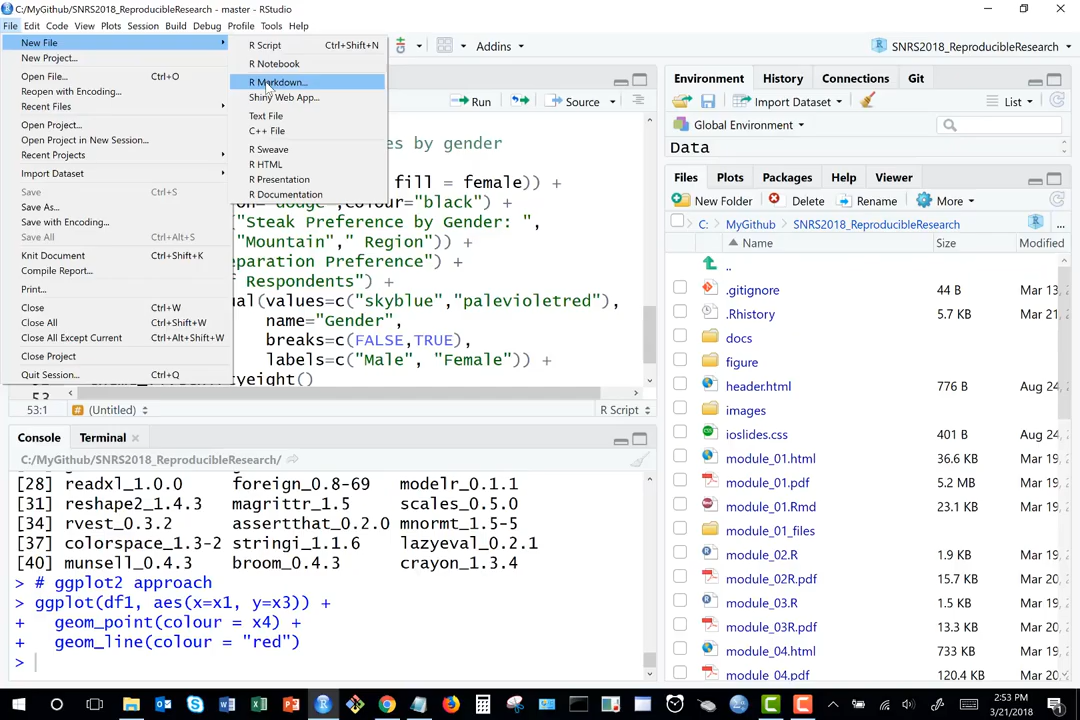 C:/MyGithub/SNRS2018_ReproducibleResearch - master - RStudio
File Edit Code View Plots Session Build Debug Profile Tools Help
New File
New Project...
Open File... Ctrl+O
Reopen with Encoding...
Recent Files
Open Project...
Open Project in New Session...
Recent Projects
Import Dataset
Save Ctrl+S
Save As...
Save with Encoding...
Save All Ctrl+Alt+S
Knit Document Ctrl+Shift+K
Compile Report...
Print...
Close Ctrl+W
Close All Ctrl+Shift+W
Close All Except Current Ctrl+Alt+Shift+W
Close Project
Quit Session... Ctrl+Q
R Script Ctrl+Shift+N
R Notebook
R Markdown...
Shiny Web App...
Text File
C++ File
R Sweave
R HTML
R Presentation
R Documentation
Addins
SNRS2018_ReproducibleResearch
Run
Source
es by gender
fill = female)) +
colour="black") +
("Steak Preference by Gender: ",
"Mountain"," Region")) +
eparation Preference") +
f Respondents") +
ual(values=c("skyblue","palevioletred"),
name="Gender",
breaks=c(FALSE,TRUE),
labels=c("Male", "Female")) +
yeight()
53
53:1 (Untitled) R Script
Console Terminal
C:/MyGithub/SNRS2018_ReproducibleResearch/
[28] readxl_1.0.0 foreign_0.8-69 modelr_0.1.1
[31] reshape2_1.4.3 magrittr_1.5 scales_0.5.0
[34] rvest_0.3.2 assertthat_0.2.0 mnormt_1.5-5
[37] colorspace_1.3-2 stringi_1.1.6 lazyeval_0.2.1
[40] munsell_0.4.3 broom_0.4.3 crayon_1.3.4
> # ggplot2 approach
> ggplot(df1, aes(x=x1, y=x3)) +
+ geom_point(colour = x4) +
+ geom_line(colour = "red")
>
Environment History Connections Git
Import Dataset List
Global Environment
Data
Files Plots Packages Help Viewer
New Folder Delete Rename More
C: MyGithub SNRS2018_ReproducibleResearch ...
Name Size Modified
..
.gitignore 44 B Mar 13,
.Rhistory 5.7 KB Mar 21,
docs
figure
header.html 776 B Aug 24,
images
ioslides.css 401 B Aug 24,
module_01.html 36.6 KB Mar 19,
module_01.pdf 5.2 MB Mar 19,
module_01.Rmd 23.1 KB Mar 19,
module_01_files
module_02.R 1.9 KB Mar 19,
module_02R.pdf 15.7 KB Mar 20,
module_03.R 1.5 KB Mar 19,
module_03R.pdf 13.3 KB Mar 20,
module_04.html 733 KB Mar 19,
module_04.pdf 120.4 KB Mar 20,
2:53 PM
3/21/2018